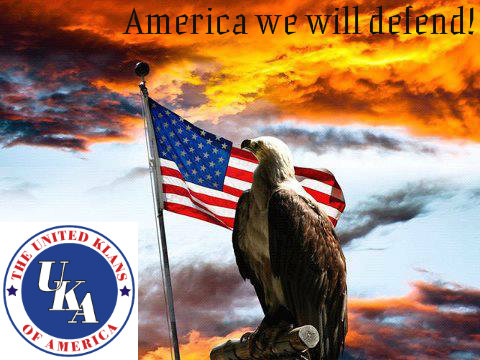 America we will defend!
THE UNITED KLANS
UKA
OF AMERICA